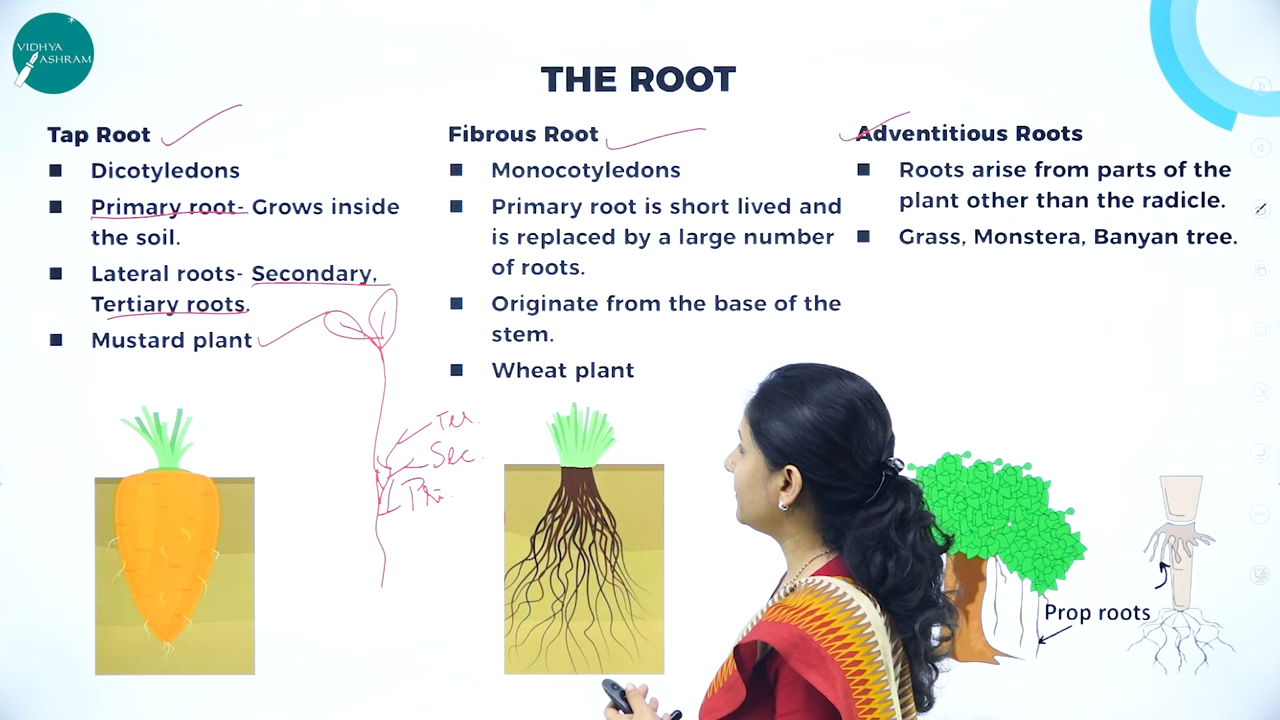 VIDHYA
ASHRAM
THE ROOT
Tap Root
Dicotyledons
Primary root- Grows inside
the soil.
Lateral roots- Secondary,
Tertiary roots.
Mustard plant
Ter.
Sec.
Pri.
Fibrous Root
Monocotyledons
Primary root is short lived and
is replaced by a large number
of roots.
Originate from the base of the
stem.
Wheat plant
Adventitious Roots
Roots arise from parts of the
plant other than the radicle.
Grass, Monstera, Banyan tree.
Prop roots